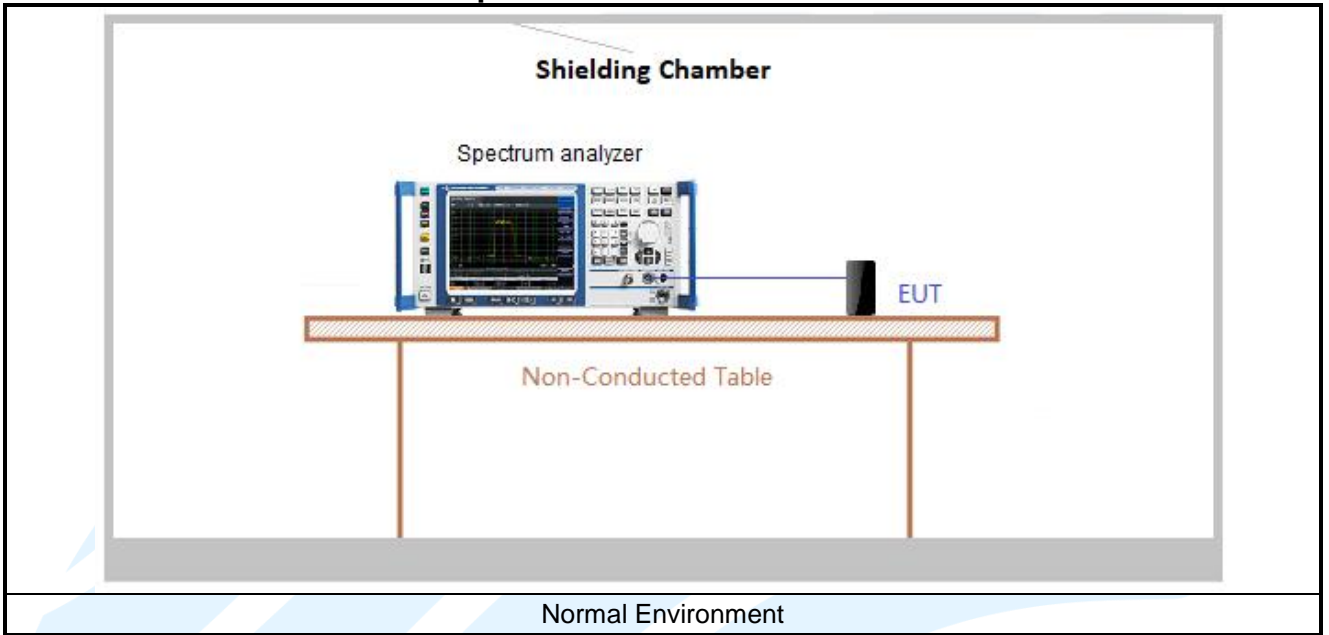 Shielding Chamber
Spectrum analyzer
EUT
Non-Conducted Table
Normal Environment